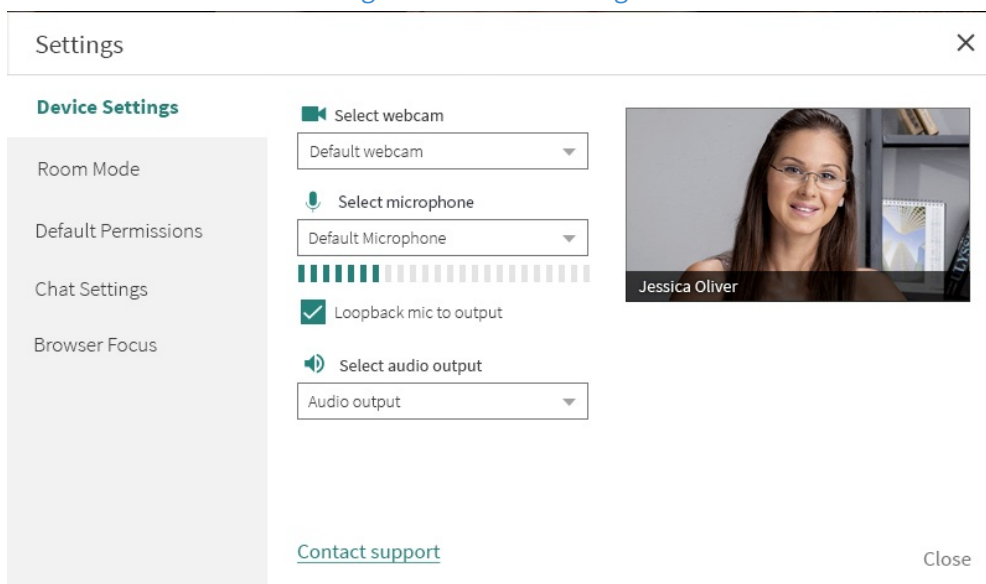 Settings
Device Settings
Room Mode
Default Permissions
Chat Settings
Browser Focus
Select webcam
Default webcam
Select microphone
Default Microphone
Loopback mic to output
Select audio output
Audio output
Jessica Oliver
Contact support
Close